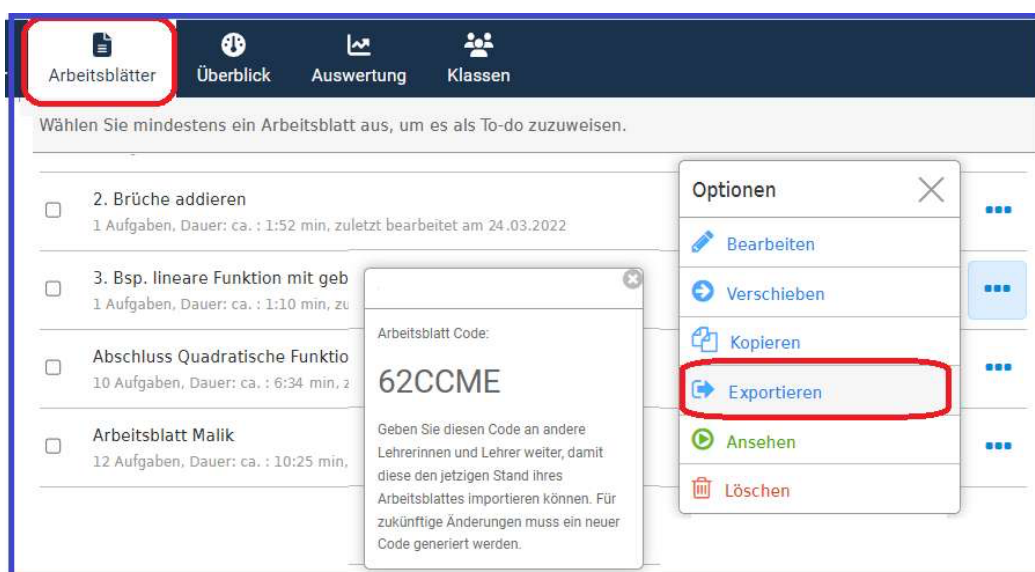 Arbeitsblätter Überblick Auswertung Klassen
Wählen Sie mindestens ein Arbeitsblatt aus, um es als To-do zuzuweisen.
2. Brüche addieren
1 Aufgaben, Dauer: ca. : 1:52 min, zuletzt bearbeitet am 24.03.2022
3. Bsp. lineare Funktion mit geb
1 Aufgaben, Dauer: ca. : 1:10 min, zu
Abschluss Quadratische Funktio
10 Aufgaben, Dauer: ca. : 6:34 min, z
Arbeitsblatt Malik
12 Aufgaben, Dauer: ca. : 10:25 min,
Arbeitsblatt Code:
62CCME
Geben Sie diesen Code an andere
Lehrerinnen und Lehrer weiter, damit
diese den jetzigen Stand ihres
Arbeitsblattes importieren können. Für
zukünftige Änderungen muss ein neuer
Code generiert werden.
Optionen
Bearbeiten
Verschieben
Kopieren
Exportieren
Ansehen
Löschen